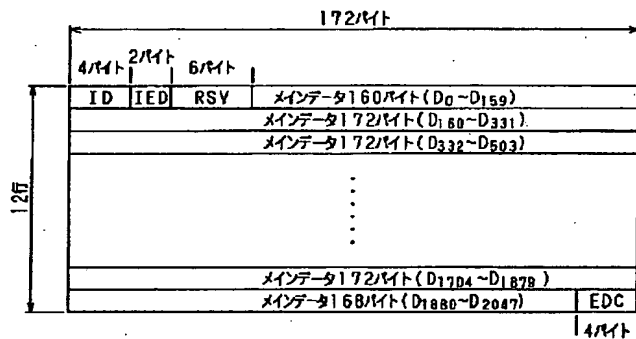 172バイト
4バイト 2バイト 6バイト
ID IED RSV メインデータ160バイト(D0~D159)
メインデータ172バイト(D160~D331)
メインデータ172バイト(D332~D503)
12行
メインデータ172バイト(D1704~D1879)
メインデータ168バイト(D1880~D2047) EDC
4バイト